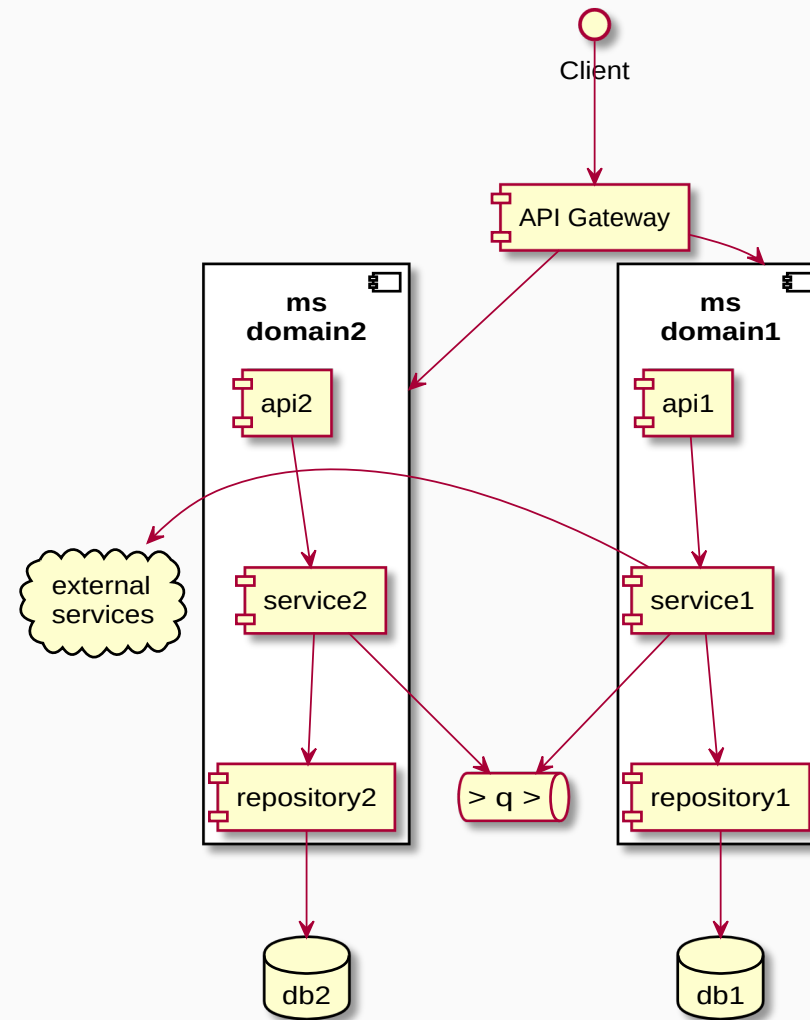 Client
API Gateway
ms
domain2
ms
domain1
api2
api1
external
services
service2
service1
repository2
> q >
repository1
db2
db1